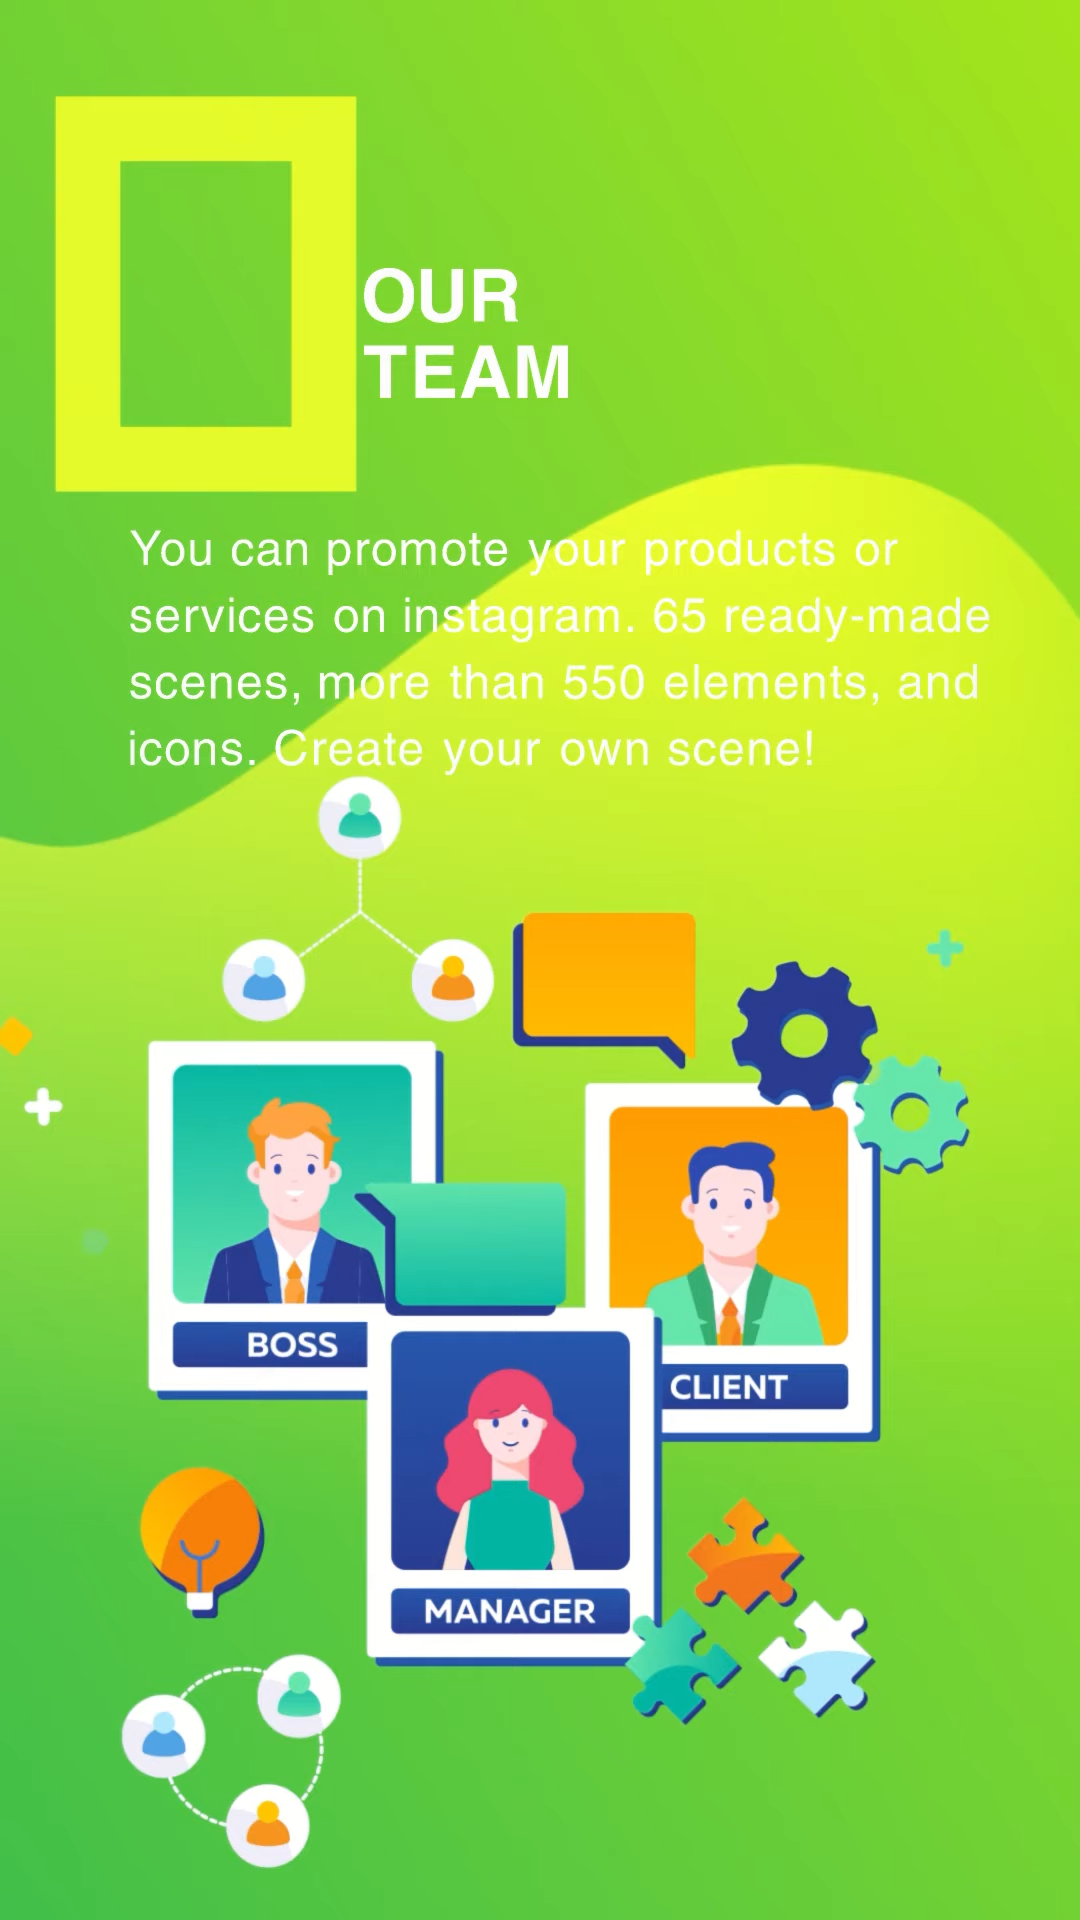 OUR
TEAM
You can promote your products or
services on instagram. 65 ready-made
scenes, more than 550 elements, and
icons. Create your own scene!
BOSS
CLIENT
MANAGER